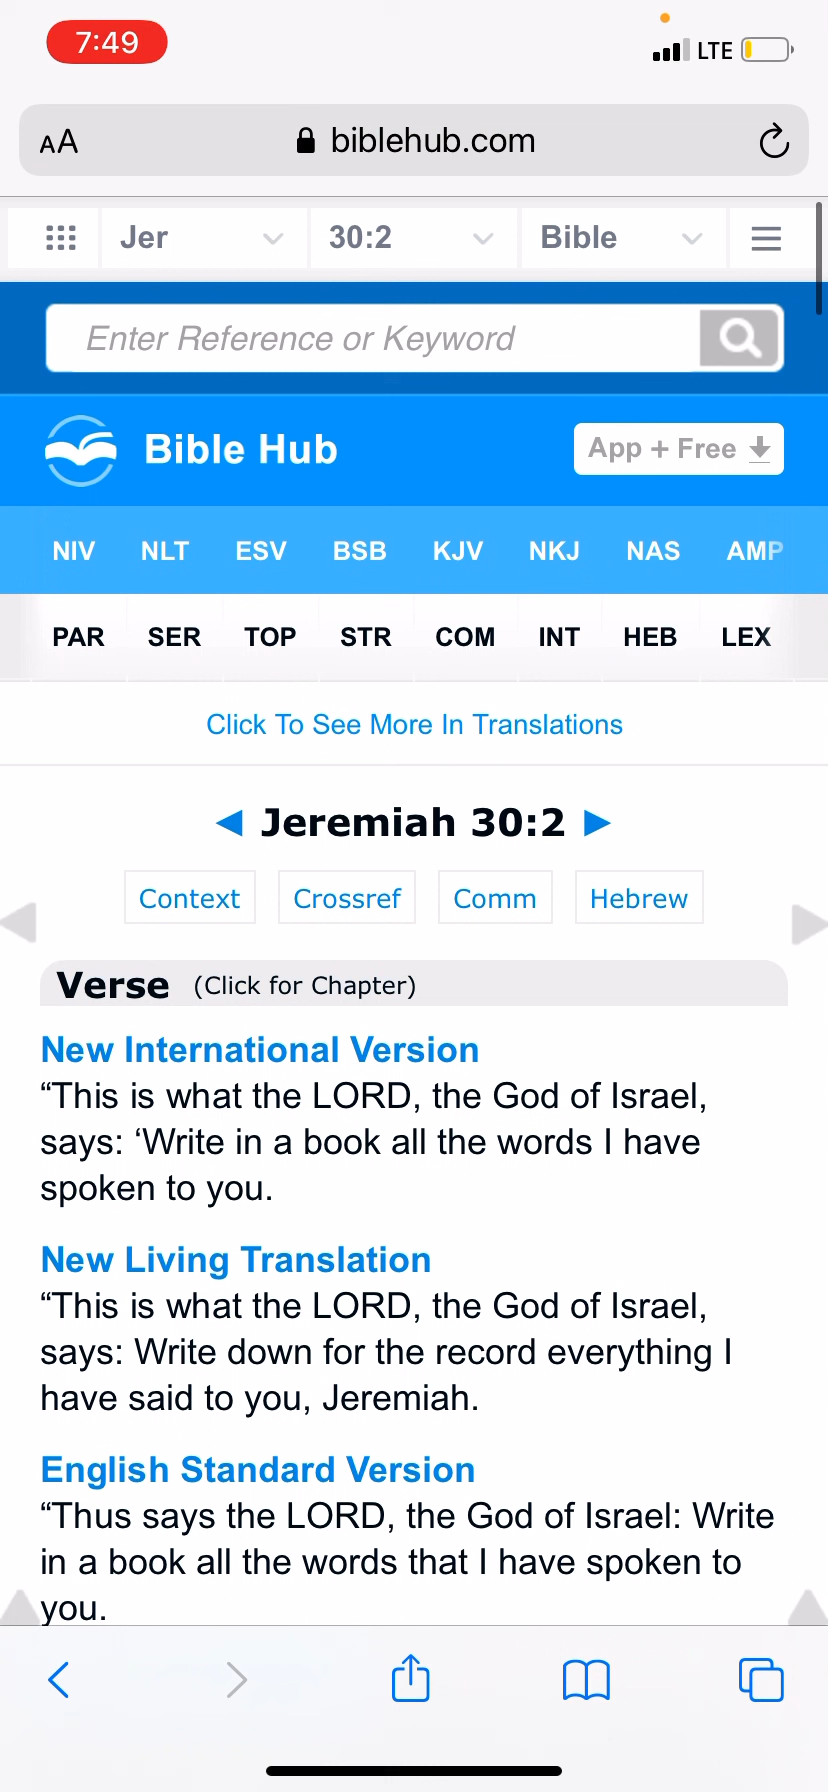 7:49
LTE
AA biblehub.com
Jer 30:2 Bible
Enter Reference or Keyword
Bible Hub App + Free
NIV NLT ESV BSB KJV NKJ NAS AMP
PAR SER TOP STR COM INT HEB LEX
Click To See More In Translations
Jeremiah 30:2
Context Crossref Comm Hebrew
Verse (Click for Chapter)
New International Version
“This is what the LORD, the God of Israel,
says: ‘Write in a book all the words I have
spoken to you.
New Living Translation
“This is what the LORD, the God of Israel,
says: Write down for the record everything I
have said to you, Jeremiah.
English Standard Version
“Thus says the LORD, the God of Israel: Write
in a book all the words that I have spoken to
you.